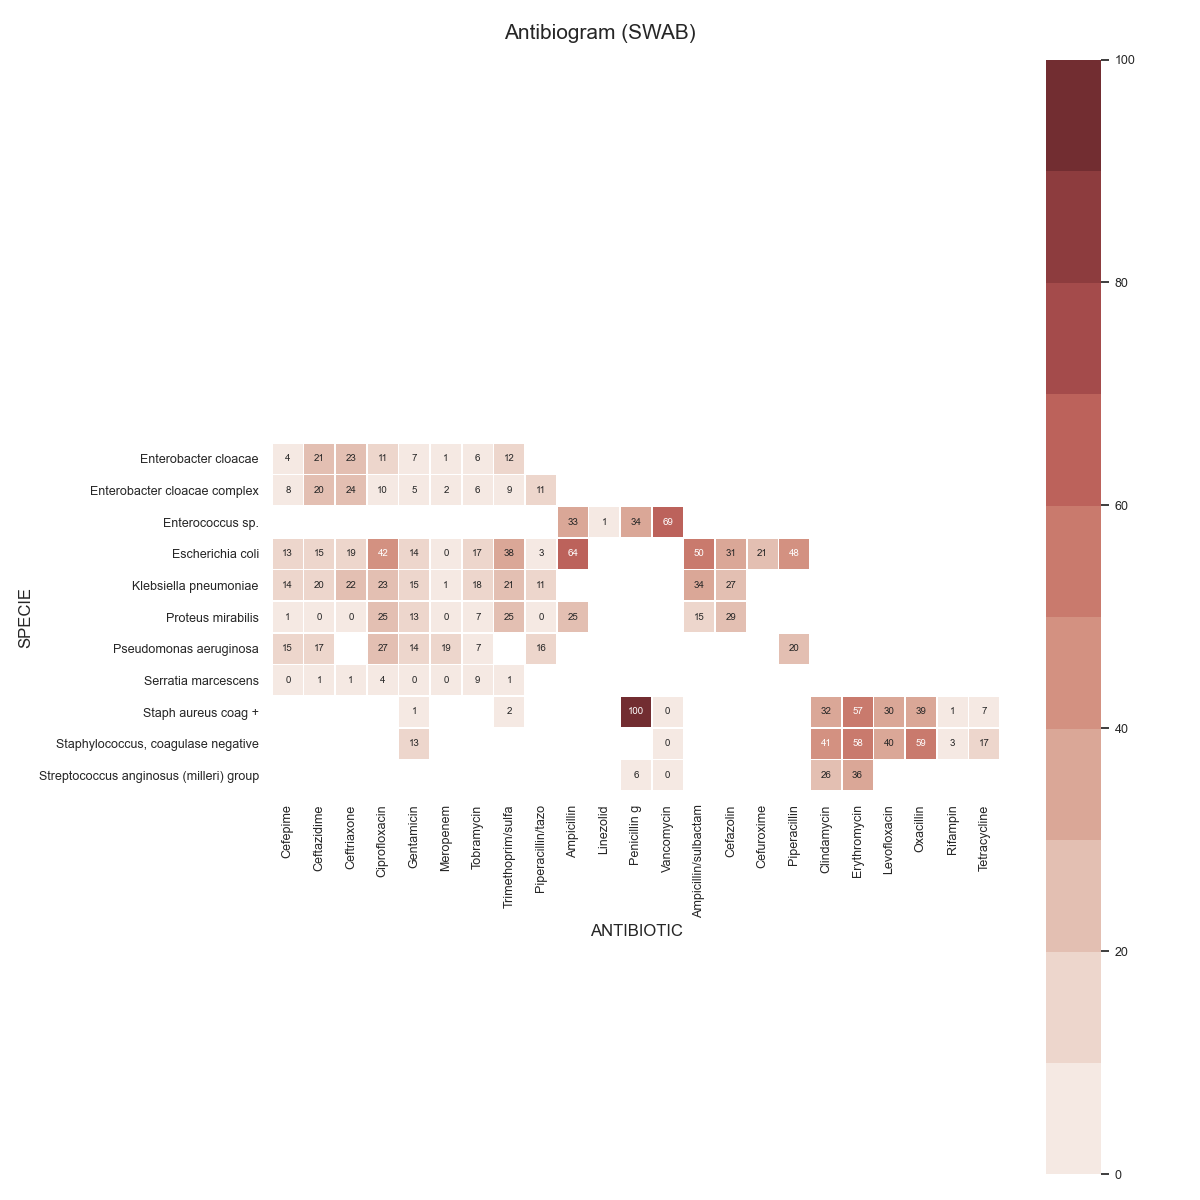 Antibiogram (SWAB)
100
80
60
40
20
0
SPECIE
Enterobacter cloacae 4 21 23 11 7 1 6 12
Enterobacter cloacae complex 8 20 24 10 5 2 6 9 11
Enterococcus sp. 33 1 34 69
Escherichia coli 13 15 19 42 14 0 17 38 3 64 50 31 21 48
Klebsiella pneumoniae 14 20 22 23 15 1 18 21 11 34 27
Proteus mirabilis 1 0 0 25 13 0 7 25 0 25 15 29
Pseudomonas aeruginosa 15 17 27 14 19 7 16 20
Serratia marcescens 0 1 1 4 0 0 9 1
Staph aureus coag + 1 2 100 0 32 57 30 39 1 7
Staphylococcus, coagulase negative 13 0 41 58 40 59 3 17
Streptococcus anginosus (milleri) group 6 0 26 36
Cefepime
Ceftazidime
Ceftriaxone
Ciprofloxacin
Gentamicin
Meropenem
Tobramycin
Trimethoprim/sulfa
Piperacillin/tazo
Ampicillin
Linezolid
Penicillin g
Vancomycin
Ampicillin/sulbactam
Cefazolin
Cefuroxime
Piperacillin
Clindamycin
Erythromycin
Levofloxacin
Oxacillin
Rifampin
Tetracycline
ANTIBIOTIC